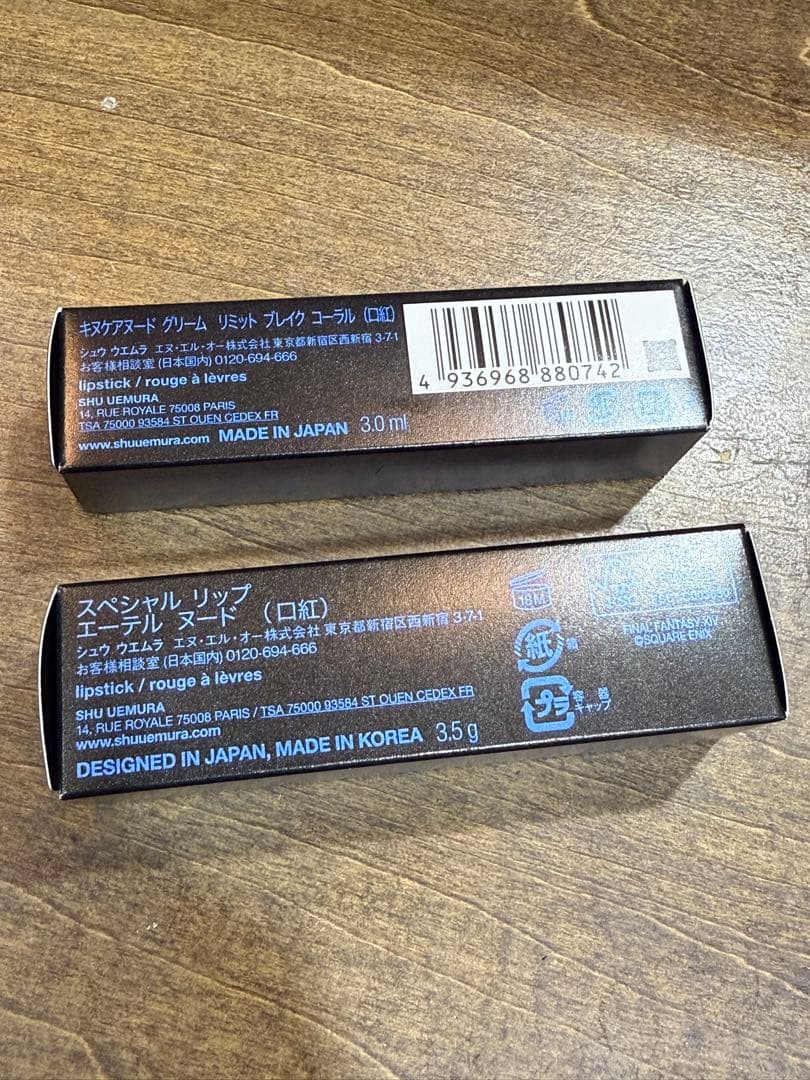 キヌケアヌード グリーム リミット ブレイク コーラル (口紅)
シュウ ウエムラ エヌ・エル・オー株式会社 東京都新宿区西新宿 3-7-1
お客様相談室 (日本国内) 0120-694-666
lipstick / rouge à lèvres
SHU UEMURA
14, RUE ROYALE 75008 PARIS
TSA 75000 93584 ST OUEN CEDEX FR
www.shuuemura.com MADE IN JAPAN 3.0 ml
4 936968 880742
スペシャル リップ
エーテル ヌード (口紅)
シュウ ウエムラ エヌ・エル・オー株式会社 東京都新宿区西新宿 3-7-1
お客様相談室 (日本国内) 0120-694-666
lipstick / rouge à lèvres
SHU UEMURA
14, RUE ROYALE 75008 PARIS / TSA 75000 93584 ST OUEN CEDEX FR
www.shuuemura.com
DESIGNED IN JAPAN, MADE IN KOREA 3.5 g
18M
紙 箱
プラ 容器
キャップ
FINAL FANTASY XIV
©SQUARE ENIX